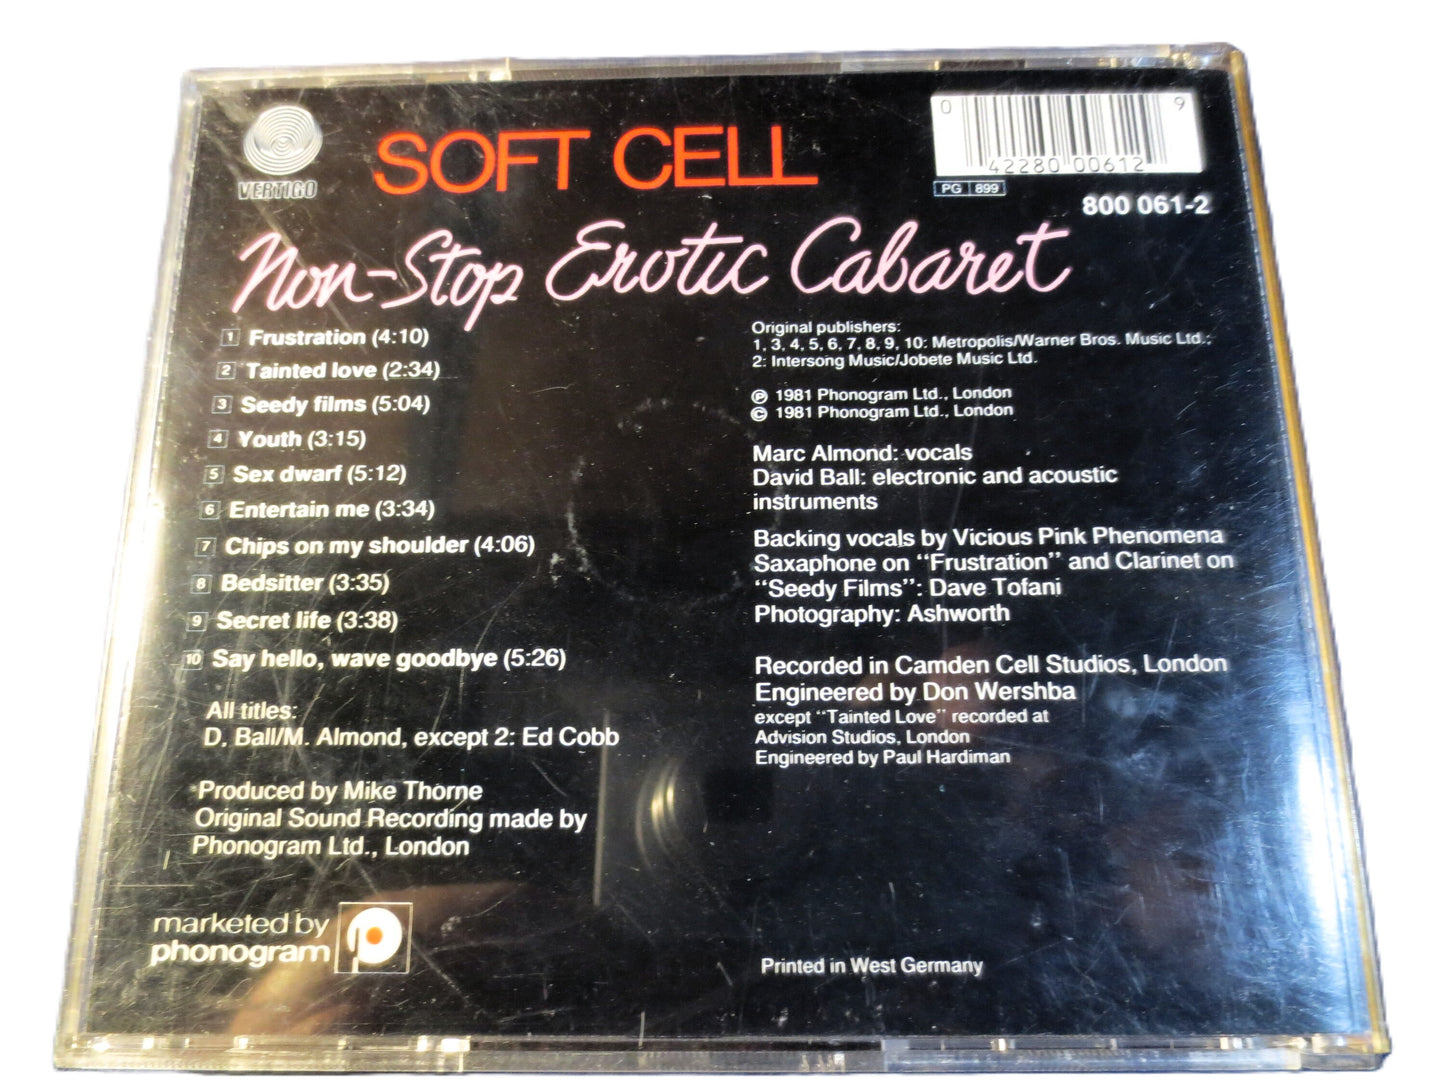 VERTIGO
SOFT CELL
0 42280 00612 9
PG 899
800 061-2
Non-Stop Erotic Cabaret
1 Frustration (4:10)
2 Tainted love (2:34)
3 Seedy films (5:04)
4 Youth (3:15)
5 Sex dwarf (5:12)
6 Entertain me (3:34)
7 Chips on my shoulder (4:06)
8 Bedsitter (3:35)
9 Secret life (3:38)
10 Say hello, wave goodbye (5:26)
All titles:
D. Ball/M. Almond, except 2: Ed Cobb
Produced by Mike Thorne
Original Sound Recording made by
Phonogram Ltd., London
marketed by
phonogram
Original publishers:
1, 3, 4, 5, 6, 7, 8, 9, 10: Metropolis/Warner Bros. Music Ltd.;
2: Intersong Music/Jobete Music Ltd.
℗ 1981 Phonogram Ltd., London
© 1981 Phonogram Ltd., London
Marc Almond: vocals
David Ball: electronic and acoustic
instruments
Backing vocals by Vicious Pink Phenomena
Saxaphone on “Frustration” and Clarinet on
“Seedy Films”: Dave Tofani
Photography: Ashworth
Recorded in Camden Cell Studios, London
Engineered by Don Wershba
except “Tainted Love” recorded at
Advision Studios, London
Engineered by Paul Hardiman
Printed in West Germany